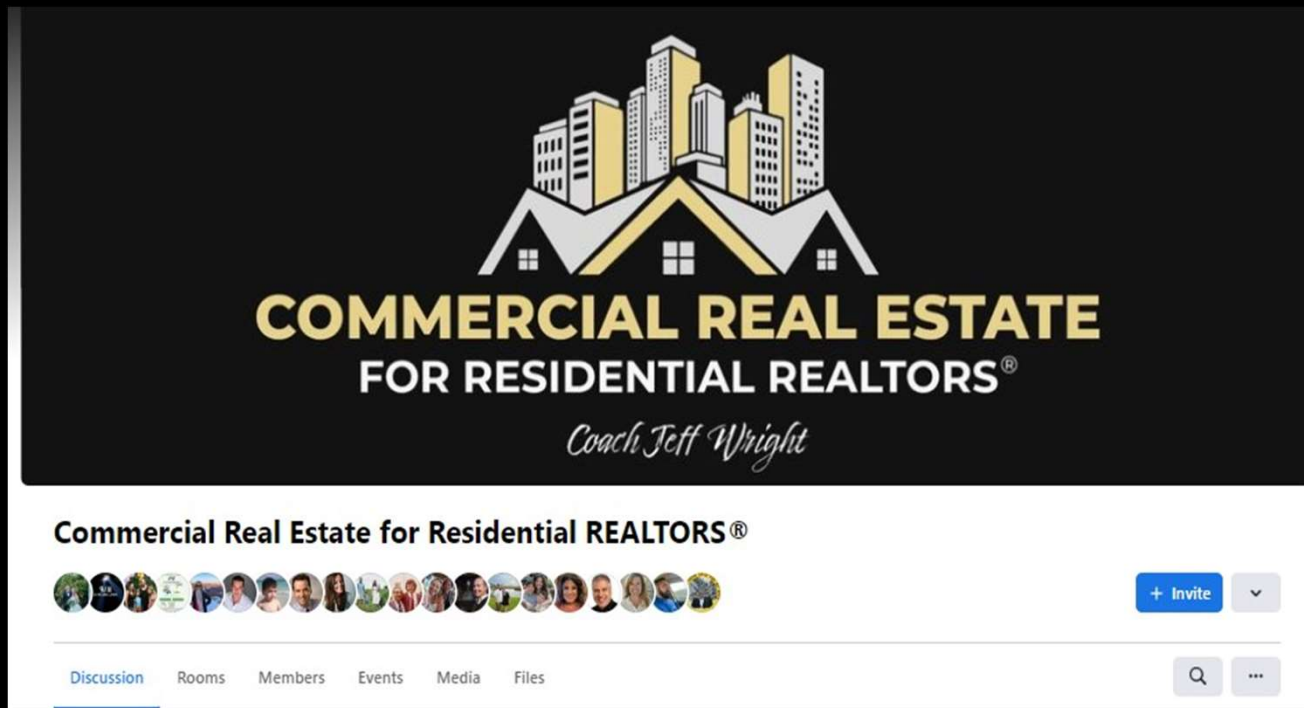 COMMERCIAL REAL ESTATE
FOR RESIDENTIAL REALTORS®
Coach Jeff Wright
Commercial Real Estate for Residential REALTORS®
+ Invite
Discussion Rooms Members Events Media Files